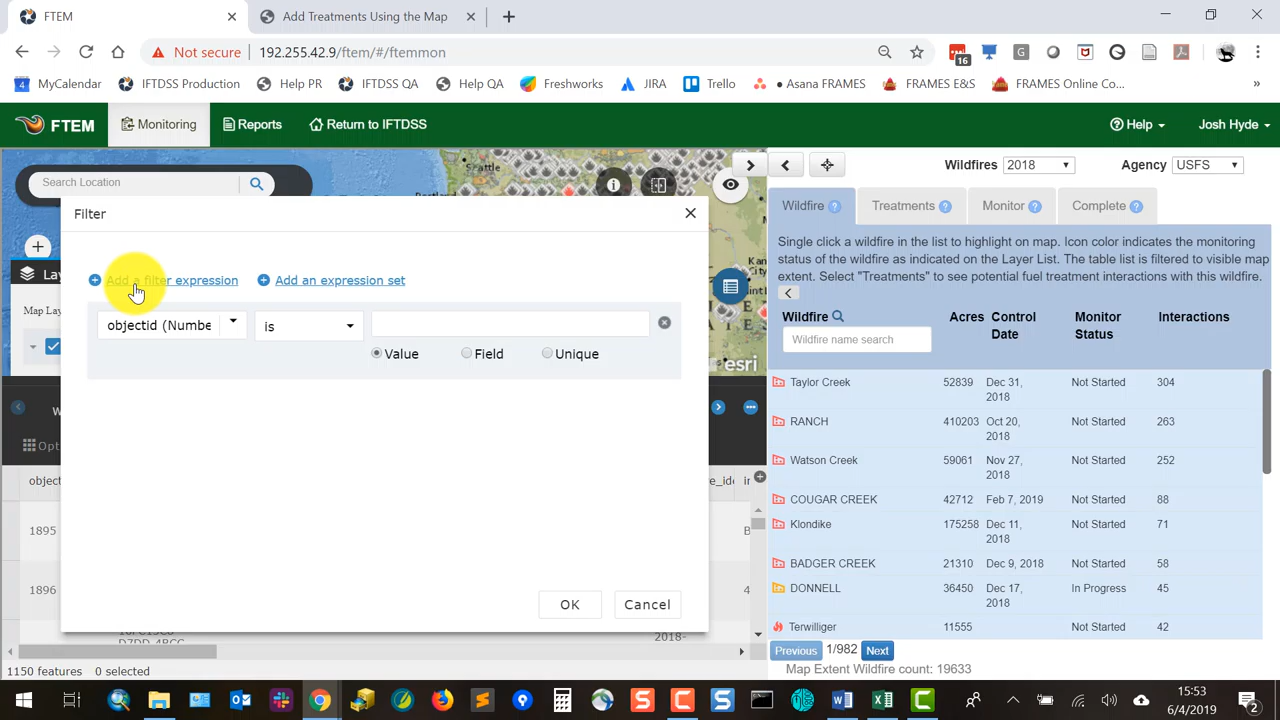 FTEM
Add Treatments Using the Map
Not secure
192.255.42.9/ftem/#/ftemmon
16
MyCalendar
IFTDSS Production
Help PR
IFTDSS QA
Help QA
Freshworks
JIRA
Trello
Asana FRAMES
FRAMES E&S
FRAMES Online Co...
»
FTEM
Monitoring
Reports
Return to IFTDSS
Help
Josh Hyde
Search Location
Seattle
Wildfires
2018
Agency
USFS
Filter
Wildfire
Treatments
Monitor
Complete
Single click a wildfire in the list to highlight on map. Icon color indicates the monitoring
status of the wildfire as indicated on the Layer List. The table list is filtered to visible map
extent. Select "Treatments" to see potential fuel treatment interactions with this wildfire.
Add a filter expression
Add an expression set
objectid (Numbe
is
Value
Field
Unique
OK
Cancel
Map Lay
esri
Wildfire
Acres
Control
Date
Monitor
Status
Interactions
Wildfire name search
Taylor Creek 52839 Dec 31, 2018 Not Started 304
RANCH 410203 Oct 20, 2018 Not Started 263
Watson Creek 59061 Nov 27, 2018 Not Started 252
COUGAR CREEK 42712 Feb 7, 2019 Not Started 88
Klondike 175258 Dec 11, 2018 Not Started 71
BADGER CREEK 21310 Dec 9, 2018 Not Started 58
DONNELL 36450 Dec 17, 2018 In Progress 45
Terwilliger 11555 Not Started 42
Previous
1/982
Next
Map Extent Wildfire count: 19633
object
1895
1896
2018-
1150 features
0 selected
15:53
6/4/2019
2